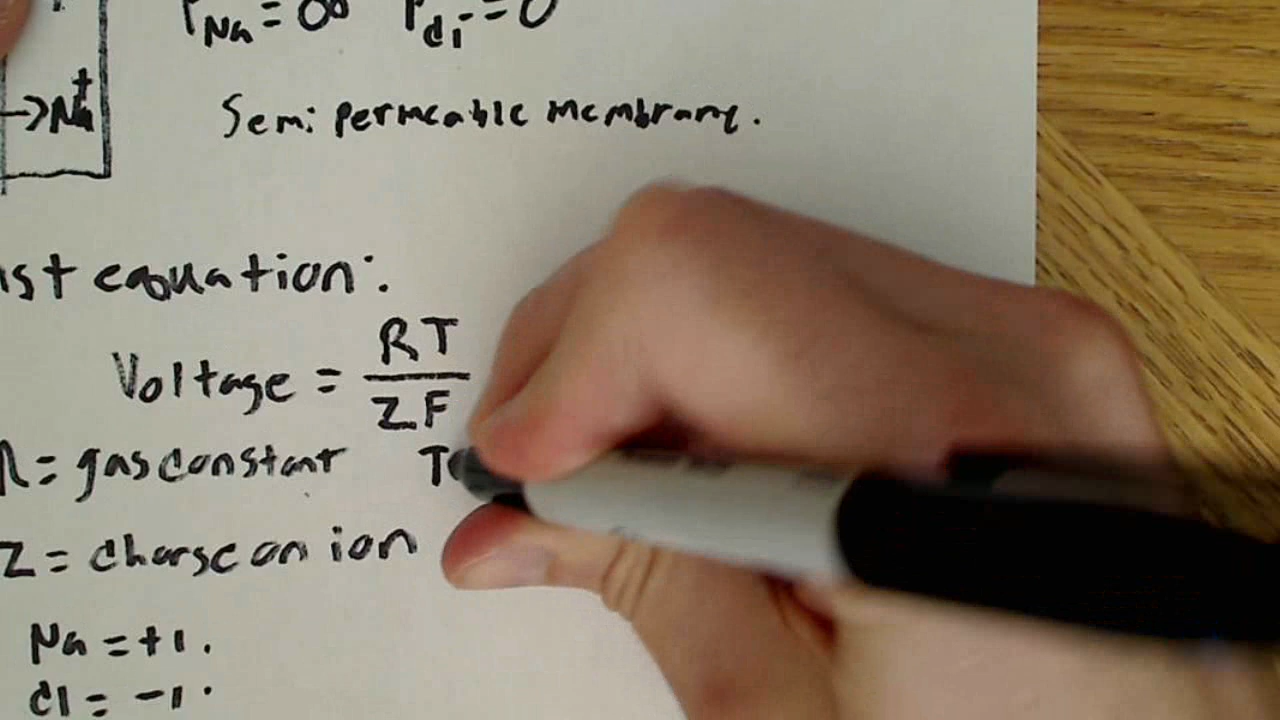 P_Na = ∞ P_Cl⁻ = 0
→ Na⁺
Semi permeable membrane.
ist equation:
Voltage = RT / ZF
R = gas constant T
Z = charge on ion
Na = +1.
Cl = -1.